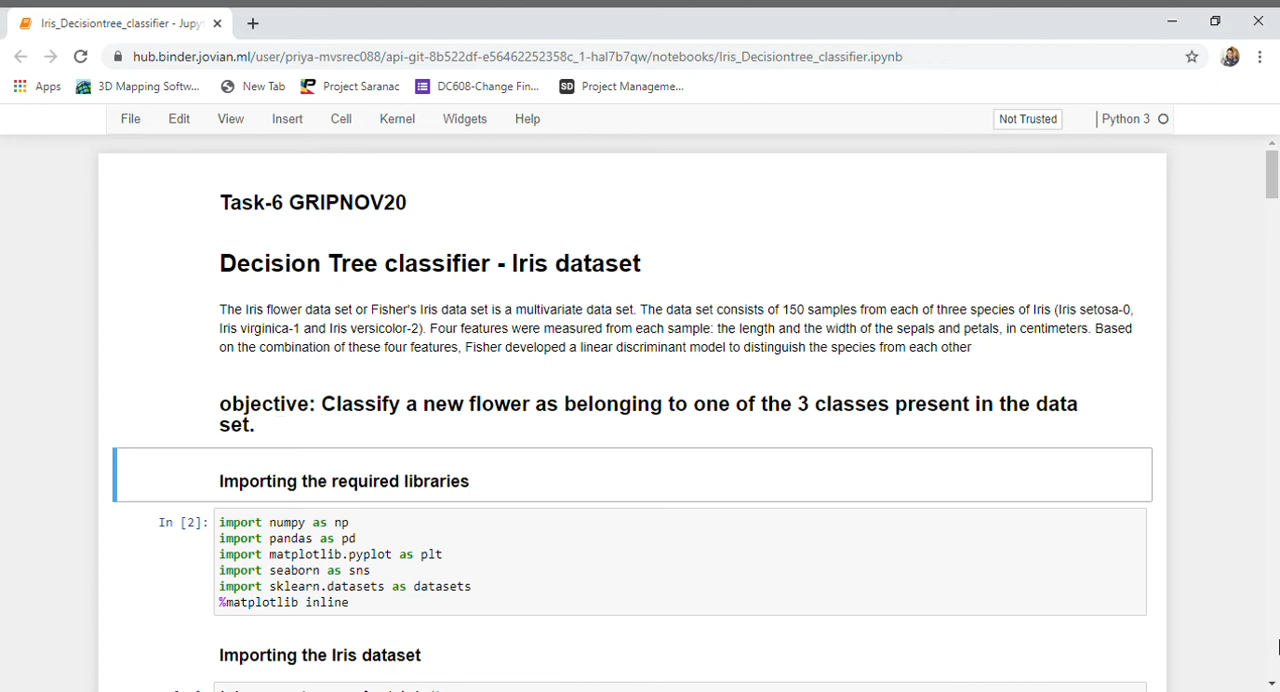 Iris_Decisiontree_classifier - Jupy
hub.binder.jovian.ml/user/priya-mvsrec088/api-git-8b522df-e56462252358c_1-hal7b7qw/notebooks/Iris_Decisiontree_classifier.ipynb
Apps 3D Mapping Softw... New Tab Project Saranac DC608-Change Fin... SD Project Manageme...
File Edit View Insert Cell Kernel Widgets Help Not Trusted Python 3
Task-6 GRIPNOV20
Decision Tree classifier - Iris dataset
The Iris flower data set or Fisher's Iris data set is a multivariate data set. The data set consists of 150 samples from each of three species of Iris (Iris setosa-0,
Iris virginica-1 and Iris versicolor-2). Four features were measured from each sample: the length and the width of the sepals and petals, in centimeters. Based
on the combination of these four features, Fisher developed a linear discriminant model to distinguish the species from each other
objective: Classify a new flower as belonging to one of the 3 classes present in the data
set.
Importing the required libraries
In [2]: import numpy as np
import pandas as pd
import matplotlib.pyplot as plt
import seaborn as sns
import sklearn.datasets as datasets
%matplotlib inline
Importing the Iris dataset